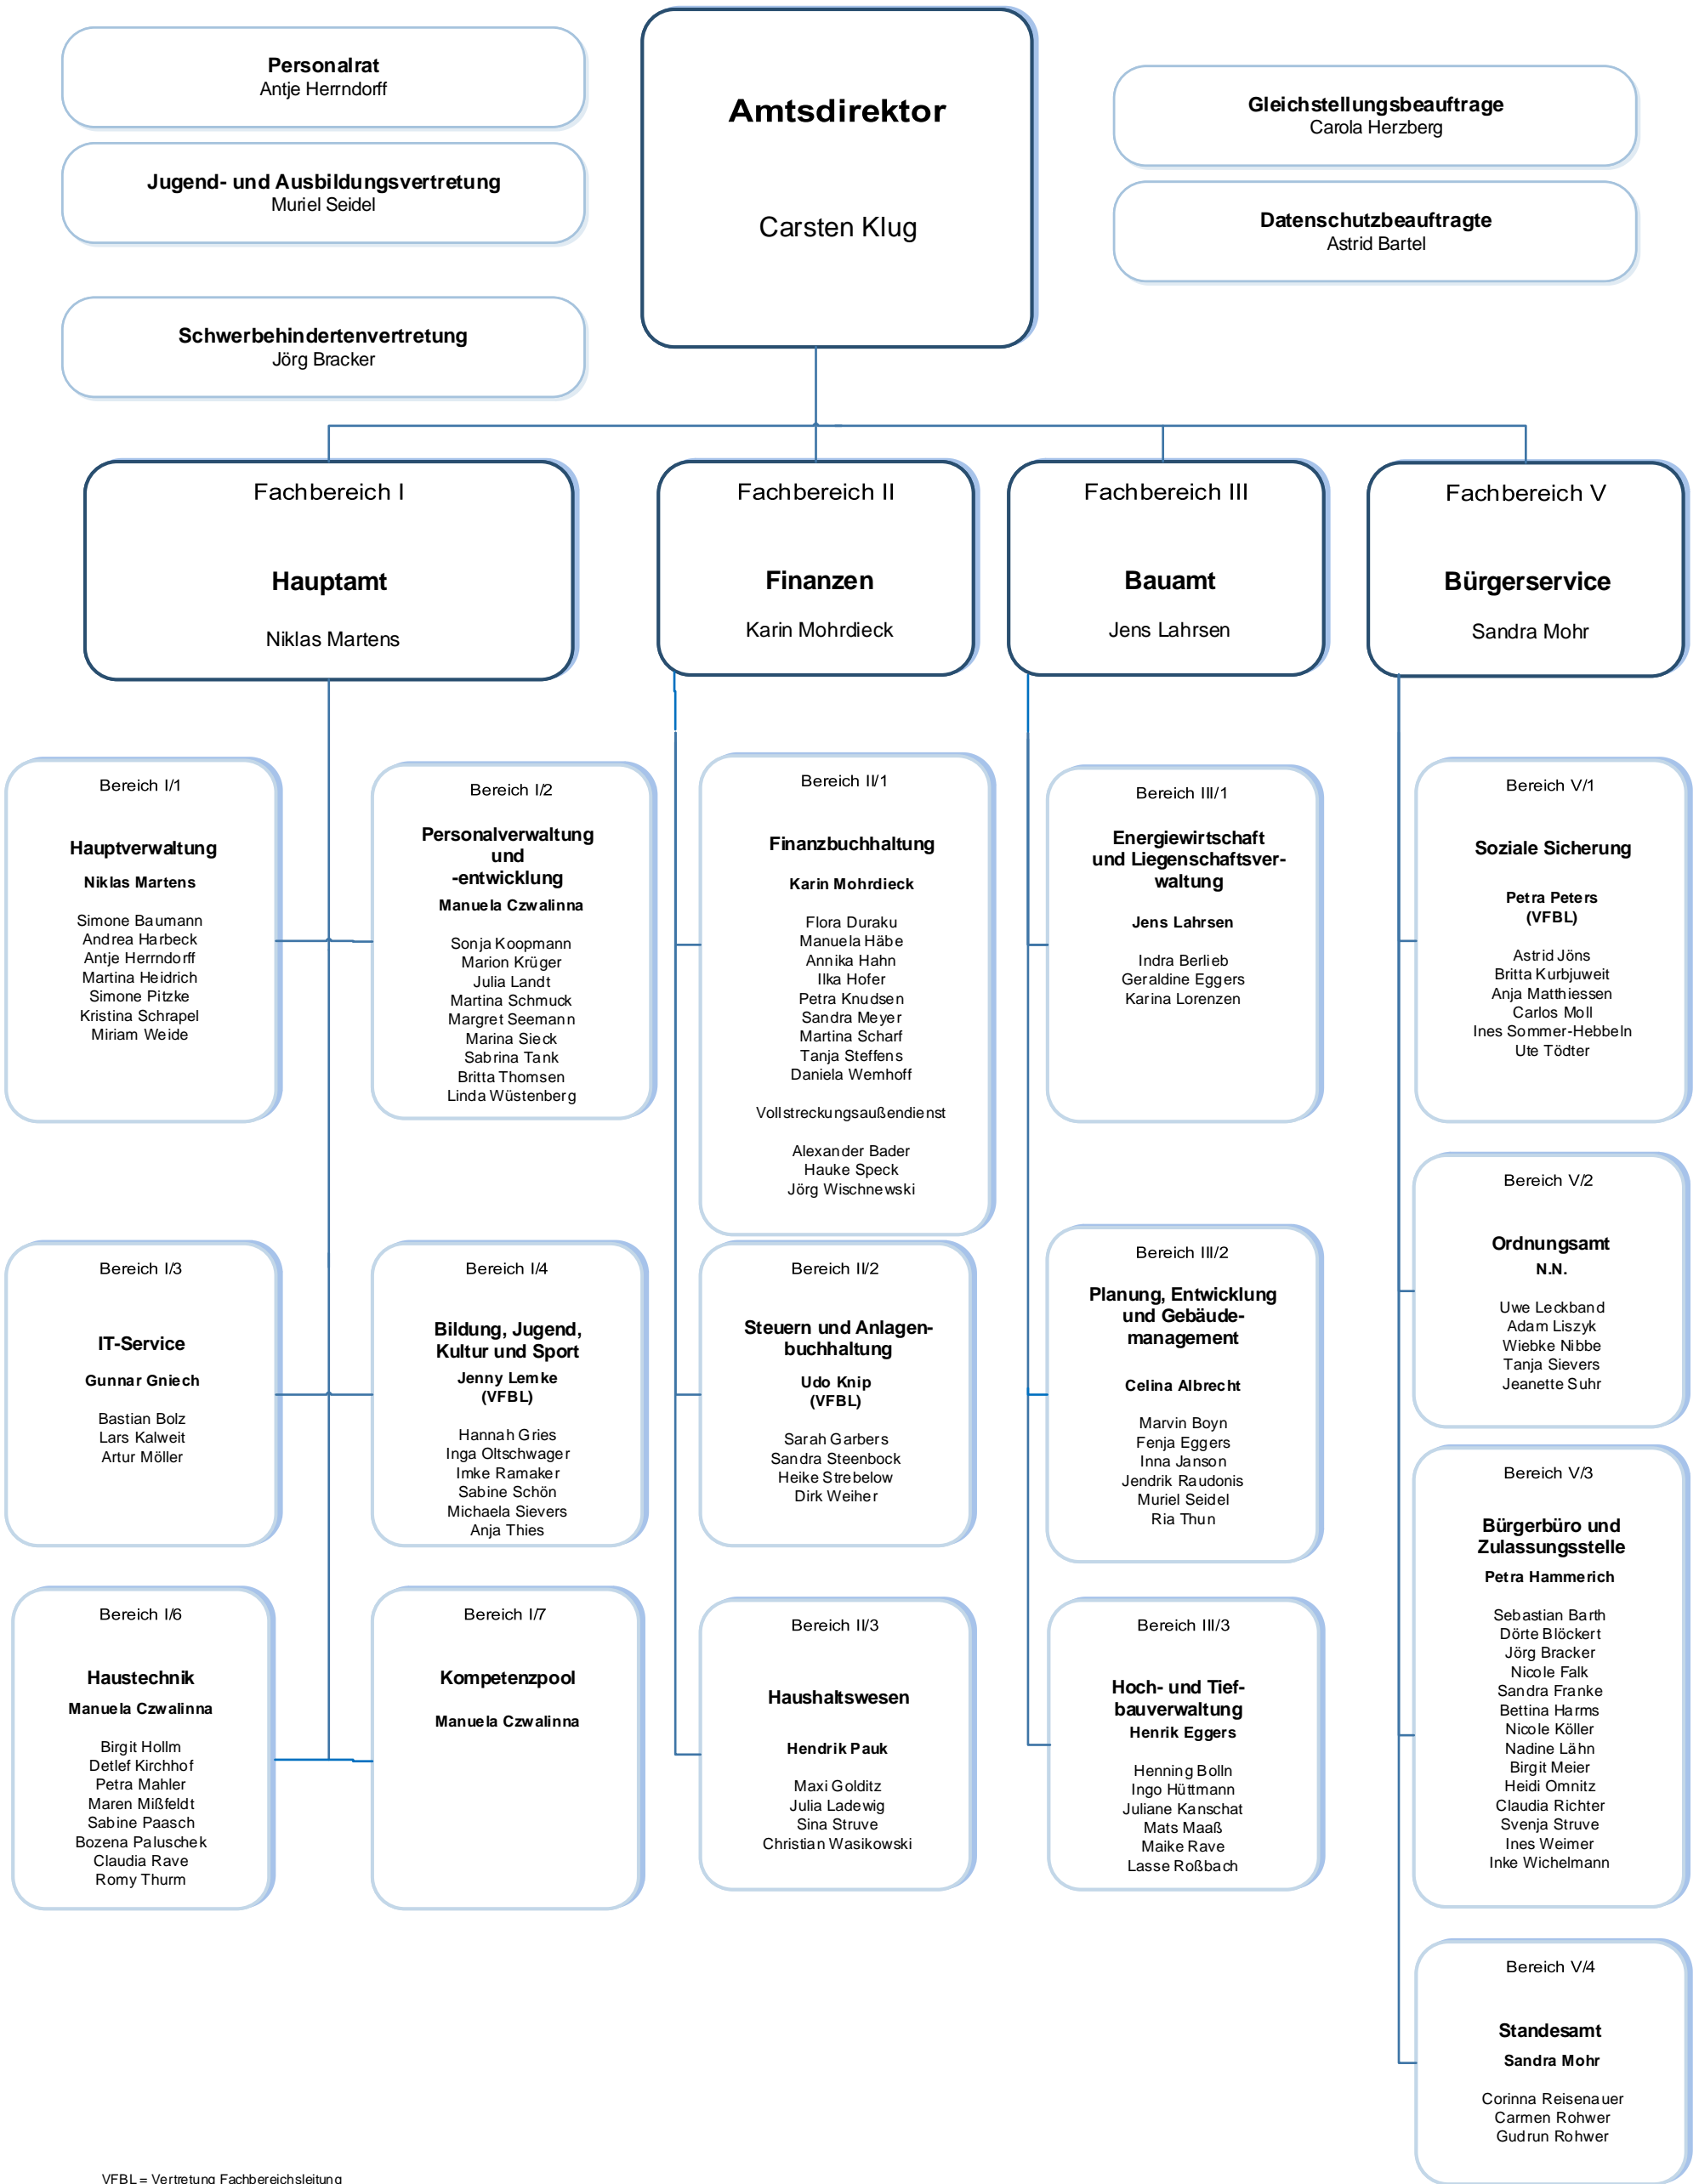 Personalrat
Antje Herrndorff
Jugend- und Ausbildungsvertretung
Muriel Seidel
Schwerbehindertenvertretung
Jörg Bracker
Amtsdirektor
Carsten Klug
Gleichstellungsbeauftrage
Carola Herzberg
Datenschutzbeauftragte
Astrid Bartel
Fachbereich I
Hauptamt
Niklas Martens
Fachbereich II
Finanzen
Karin Mohrdieck
Fachbereich III
Bauamt
Jens Lahrsen
Fachbereich V
Bürgerservice
Sandra Mohr
Bereich I/1
Hauptverwaltung
Niklas Martens
Simone Baumann
Andrea Harbeck
Antje Herrndorff
Martina Heidrich
Simone Pitzke
Kristina Schrapel
Miriam Weide
Bereich I/2
Personalverwaltung
und
-entwicklung
Manuela Czwalinna
Sonja Koopmann
Marion Krüger
Julia Landt
Martina Schmuck
Margret Seemann
Marina Sieck
Sabrina Tank
Britta Thomsen
Linda Wüstenberg
Bereich I/3
IT-Service
Gunnar Gniech
Bastian Bolz
Lars Kalweit
Artur Möller
Bereich I/4
Bildung, Jugend,
Kultur und Sport
Jenny Lemke
(VFBL)
Hannah Gries
Inga Oltschwager
Imke Ramaker
Sabine Schön
Michaela Sievers
Anja Thies
Bereich I/6
Haustechnik
Manuela Czwalinna
Birgit Hollm
Detlef Kirchhof
Petra Mahler
Maren Mißfeldt
Sabine Paasch
Bozena Paluschek
Claudia Rave
Romy Thurm
Bereich I/7
Kompetenzpool
Manuela Czwalinna
Bereich II/1
Finanzbuchhaltung
Karin Mohrdieck
Flora Duraku
Manuela Häbe
Annika Hahn
Ilka Hofer
Petra Knudsen
Sandra Meyer
Martina Scharf
Tanja Steffens
Daniela Wemhoff
Vollstreckungsaußendienst
Alexander Bader
Hauke Speck
Jörg Wischnewski
Bereich II/2
Steuern und Anlagen-
buchhaltung
Udo Knip
(VFBL)
Sarah Garbers
Sandra Steenbock
Heike Strebelow
Dirk Weiher
Bereich II/3
Haushaltswesen
Hendrik Pauk
Maxi Golditz
Julia Ladewig
Sina Struve
Christian Wasikowski
Bereich III/1
Energiewirtschaft
und Liegenschaftsver-
waltung
Jens Lahrsen
Indra Berlieb
Geraldine Eggers
Karina Lorenzen
Bereich III/2
Planung, Entwicklung
und Gebäude-
management
Celina Albrecht
Marvin Boyn
Fenja Eggers
Inna Janson
Jendrik Raudonis
Muriel Seidel
Ria Thun
Bereich III/3
Hoch- und Tief-
bauverwaltung
Henrik Eggers
Henning Bolln
Ingo Hüttmann
Juliane Kanschat
Mats Maaß
Maike Rave
Lasse Roßbach
Bereich V/1
Soziale Sicherung
Petra Peters
(VFBL)
Astrid Jöns
Britta Kurbjuweit
Anja Matthiessen
Carlos Moll
Ines Sommer-Hebbeln
Ute Tödter
Bereich V/2
Ordnungsamt
N.N.
Uwe Leckband
Adam Liszyk
Wiebke Nibbe
Tanja Sievers
Jeanette Suhr
Bereich V/3
Bürgerbüro und
Zulassungsstelle
Petra Hammerich
Sebastian Barth
Dörte Blöckert
Jörg Bracker
Nicole Falk
Sandra Franke
Bettina Harms
Nicole Köller
Nadine Lähn
Birgit Meier
Heidi Omnitz
Claudia Richter
Svenja Struve
Ines Weimer
Inke Wichelmann
Bereich V/4
Standesamt
Sandra Mohr
Corinna Reisenauer
Carmen Rohwer
Gudrun Rohwer
VFBL = Vertretung Fachbereichsleitung